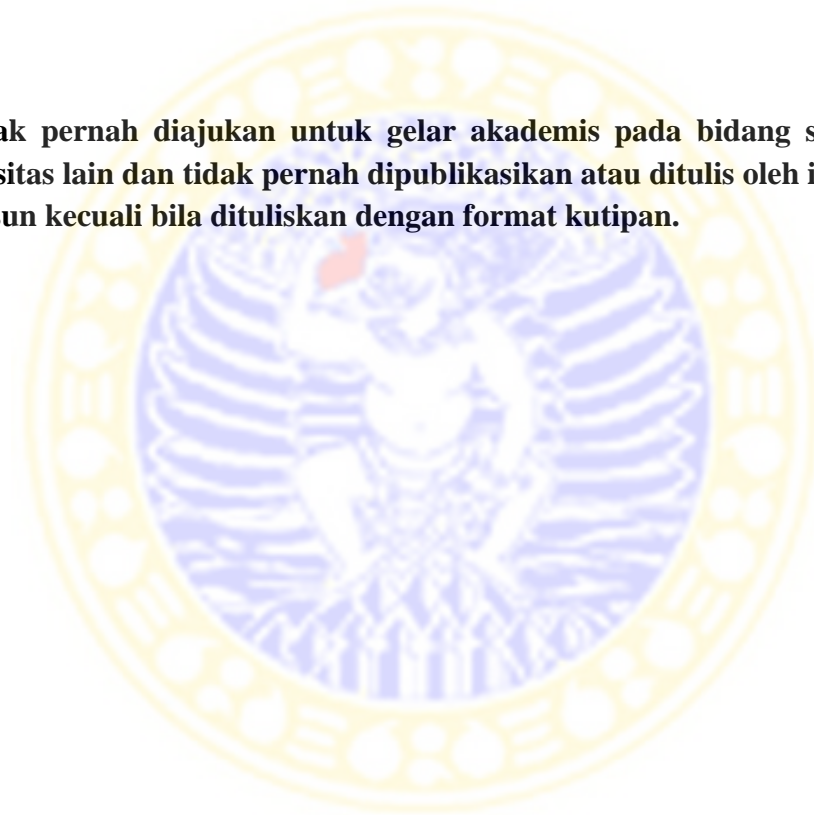 ak pernah diajukan untuk gelar akademis pada bidang s
sitas lain dan tidak pernah dipublikasikan atau ditulis oleh i
un kecuali bila dituliskan dengan format kutipan.